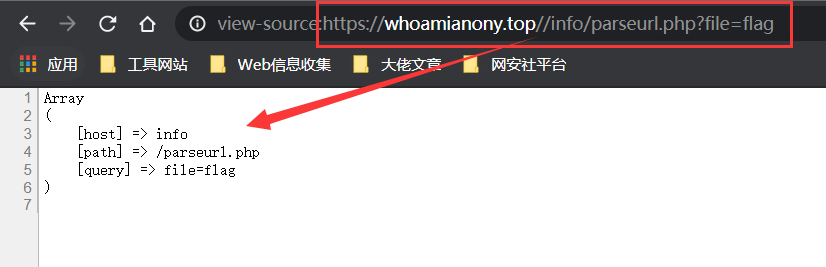 view-source:https://whoamianony.top//info/parseurl.php?file=flag
应用 工具网站 Web信息收集 大佬文章 网安社平台
1 Array
2 (
3 [host] => info
4 [path] => /parseurl.php
5 [query] => file=flag
6 )
7